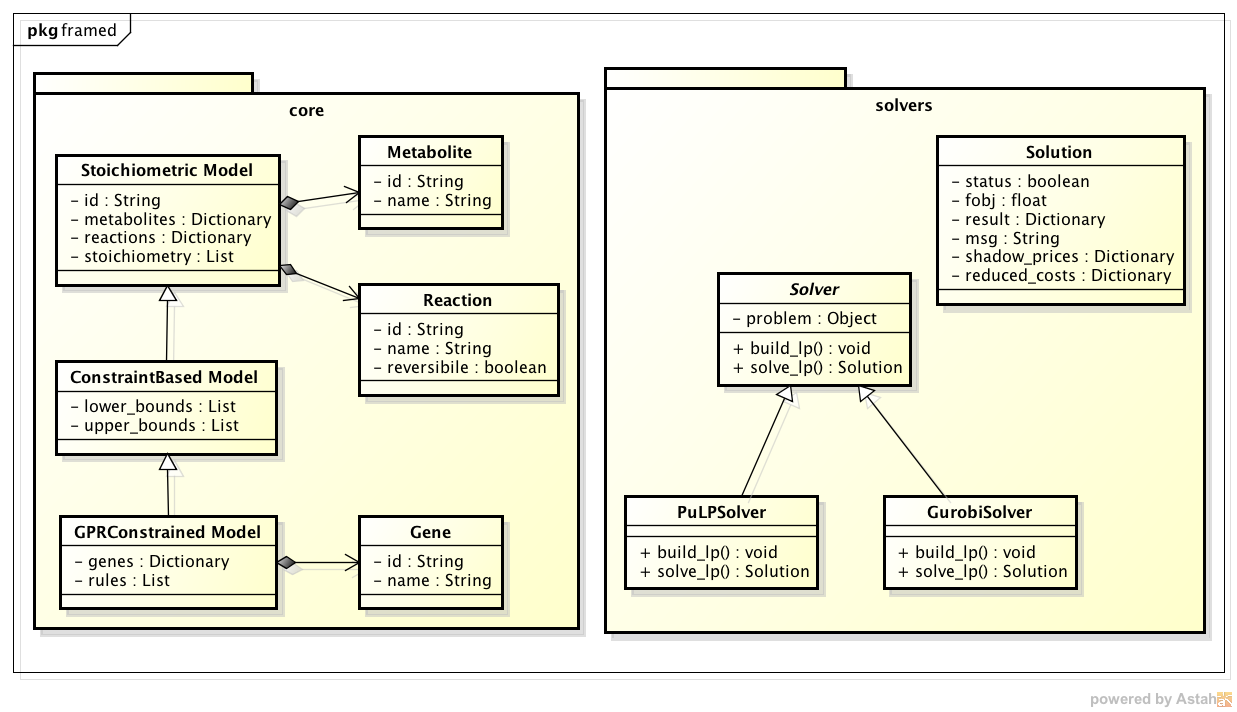 pkg framed
core
Stoichiometric Model
- id : String
- metabolites : Dictionary
- reactions : Dictionary
- stoichiometry : List
Metabolite
- id : String
- name : String
Reaction
- id : String
- name : String
- reversibile : boolean
ConstraintBased Model
- lower_bounds : List
- upper_bounds : List
GPRConstrained Model
- genes : Dictionary
- rules : List
Gene
- id : String
- name : String
solvers
Solution
- status : boolean
- fobj : float
- result : Dictionary
- msg : String
- shadow_prices : Dictionary
- reduced_costs : Dictionary
Solver
- problem : Object
+ build_lp() : void
+ solve_lp() : Solution
PuLPSolver
+ build_lp() : void
+ solve_lp() : Solution
GurobiSolver
+ build_lp() : void
+ solve_lp() : Solution
powered by Astah